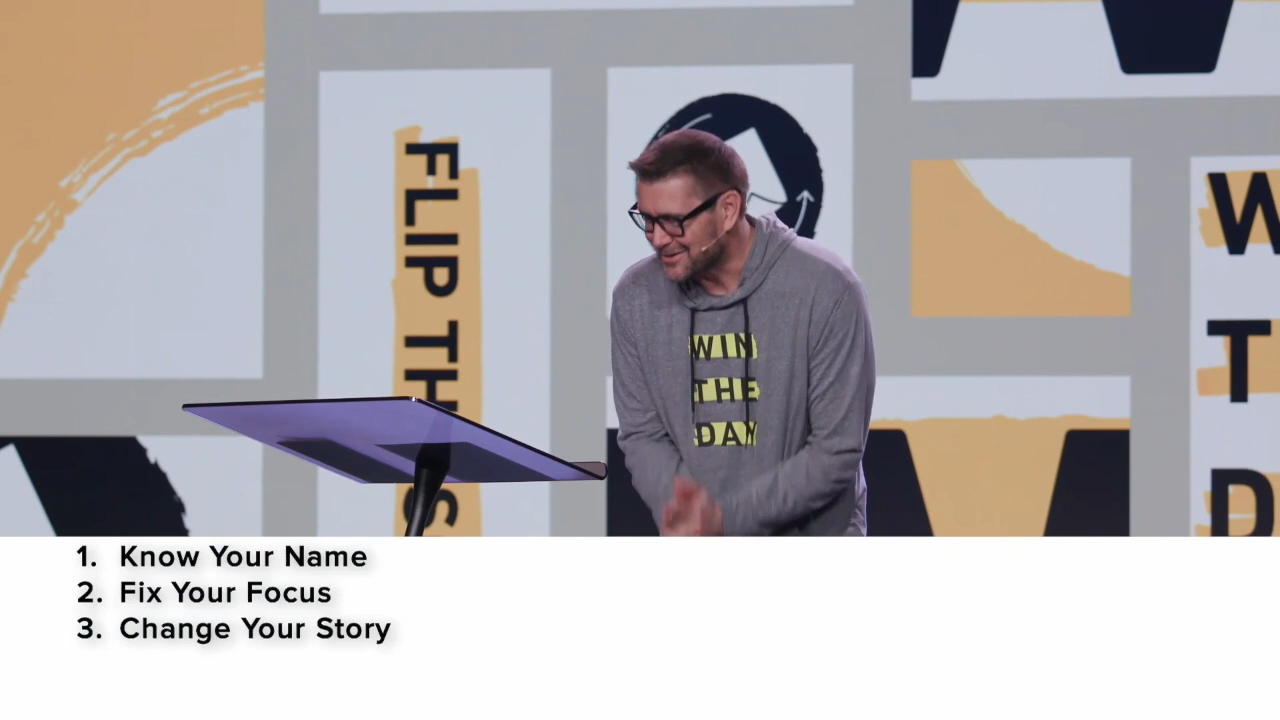 FLIP TH
S
WIN
THE
DAY
W
T
D
1. Know Your Name
2. Fix Your Focus
3. Change Your Story